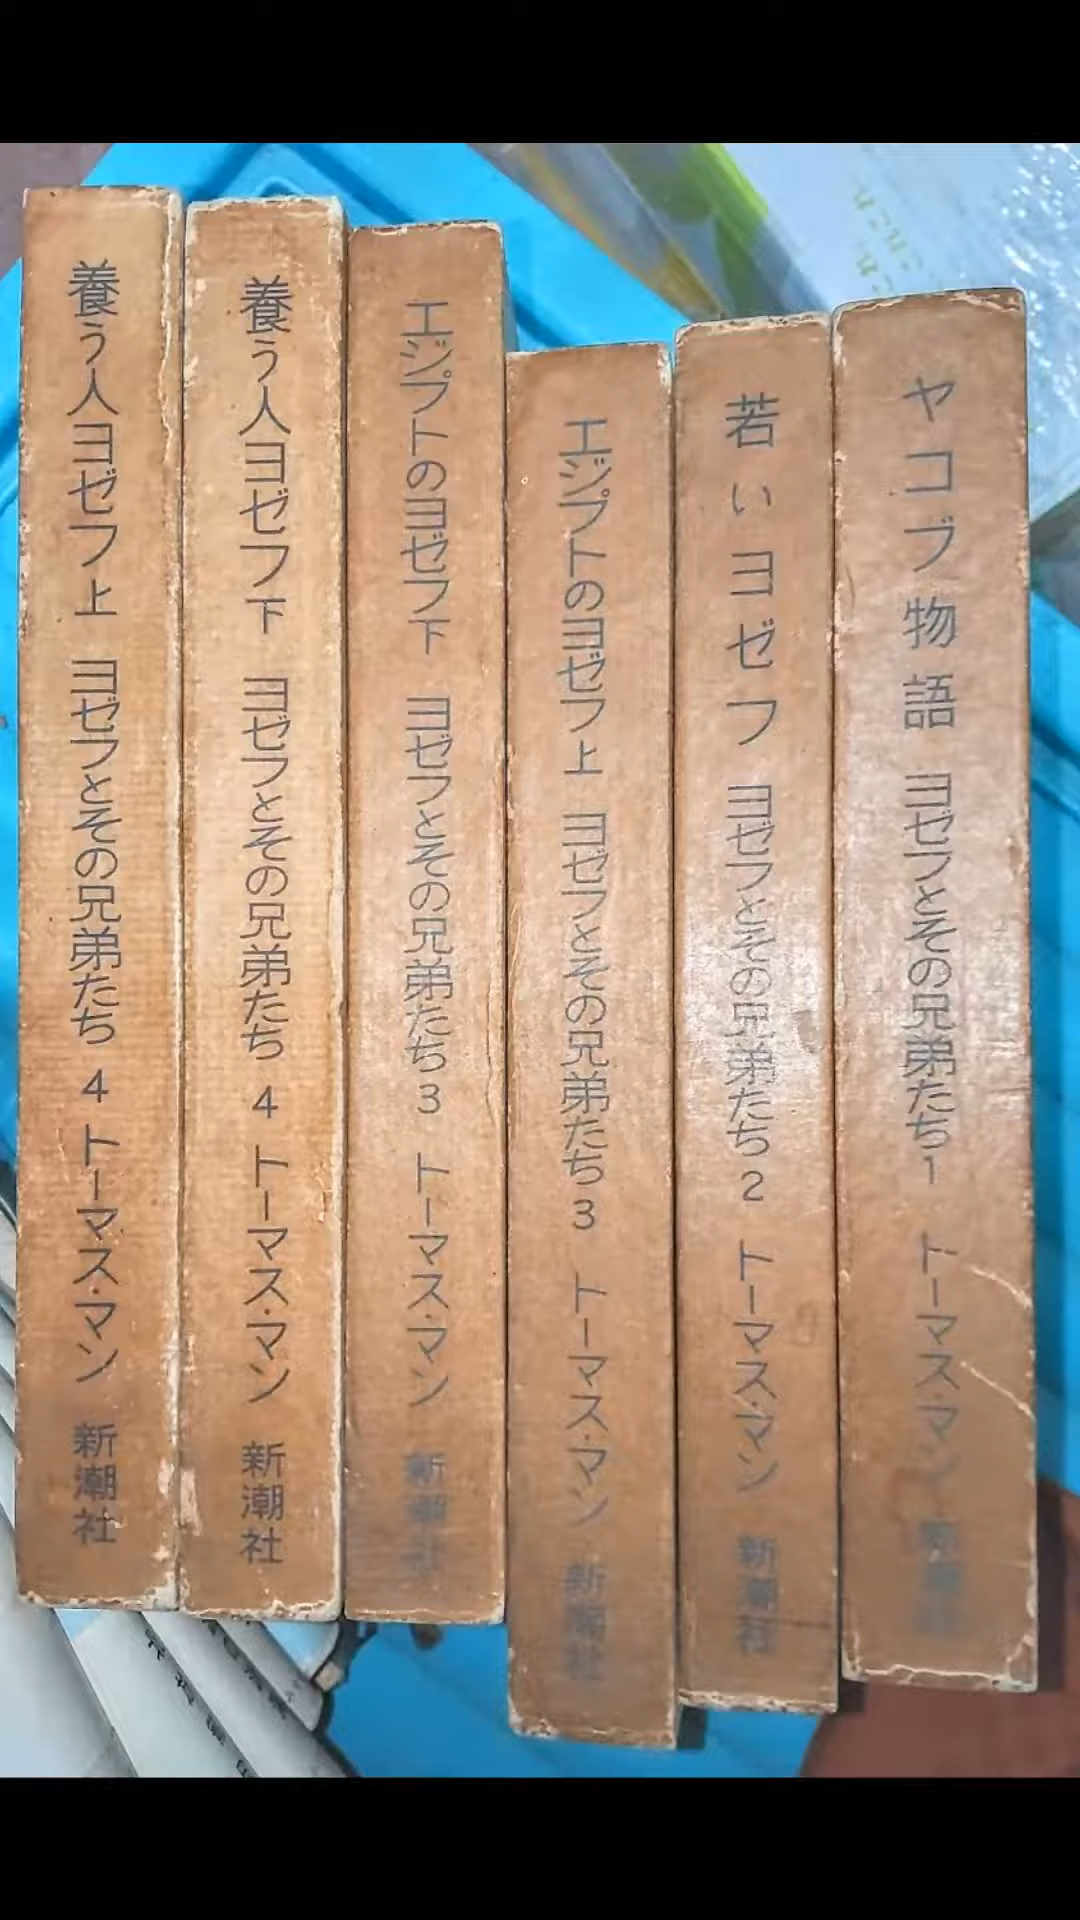 ヤコブ物語 ヨゼフとその兄弟たち 1 トーマス・マン 新潮社
若いヨゼフ ヨゼフとその兄弟たち 2 トーマス・マン 新潮社
エジプトのヨゼフ 上 ヨゼフとその兄弟たち 3 トーマス・マン 新潮社
エジプトのヨゼフ 下 ヨゼフとその兄弟たち 3 トーマス・マン 新潮社
養う人ヨゼフ 下 ヨゼフとその兄弟たち 4 トーマス・マン 新潮社
養う人ヨゼフ 上 ヨゼフとその兄弟たち 4 トーマス・マン 新潮社